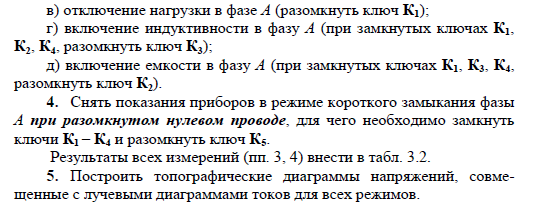 в) отключение нагрузки в фазе А (разомкнуть ключ К1);
г) включение индуктивности в фазу А (при замкнутых ключах К1,
К2, К4, разомкнуть ключ К3);
д) включение емкости в фазу А (при замкнутых ключах К1, К3, К4,
разомкнуть ключ К2).
4. Снять показания приборов в режиме короткого замыкания фазы
А при разомкнутом нулевом проводе, для чего необходимо замкнуть
ключи К1 – К4 и разомкнуть ключ К5.
Результаты всех измерений (пп. 3, 4) внести в табл. 3.2.
5. Построить топографические диаграммы напряжений, совме-
щенные с лучевыми диаграммами токов для всех режимов.